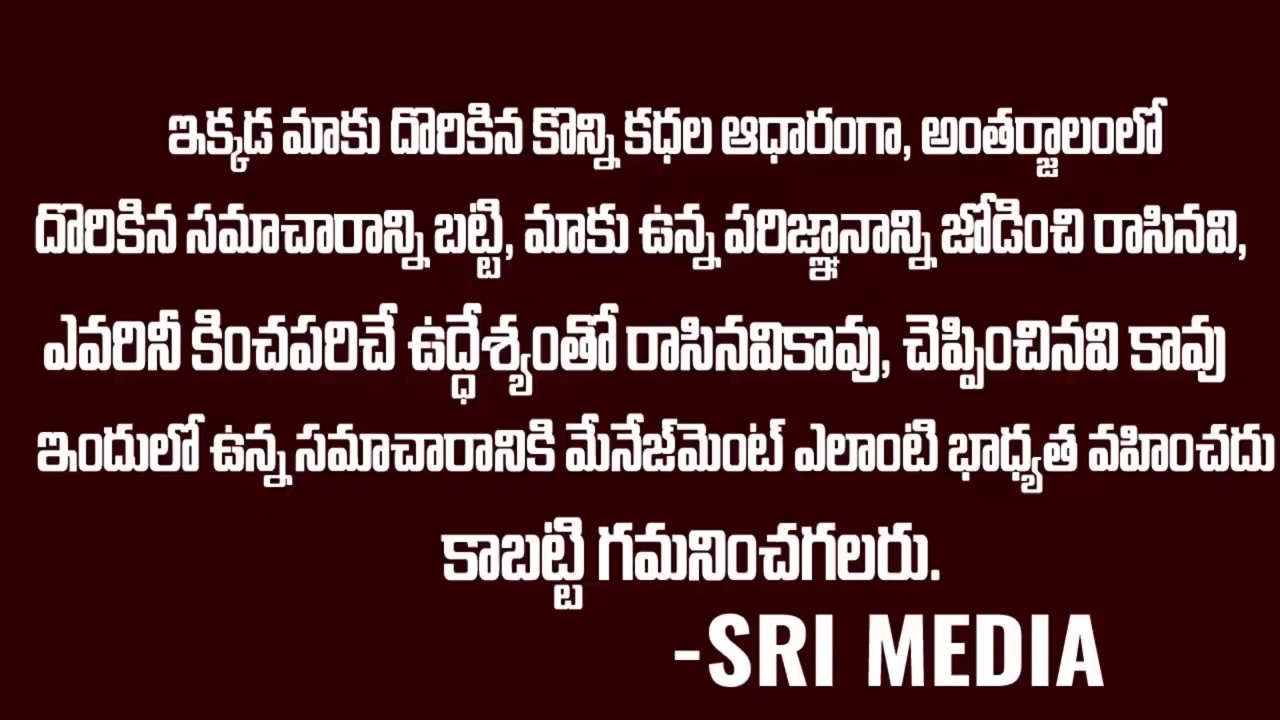 ఇక్కడ మాకు దొరికిన కొన్ని కధల ఆధారంగా, అంతర్జాలంలో
దొరికిన సమాచారాన్ని బట్టి, మాకు ఉన్న పరిజ్ఞానాన్ని జోడించి రాసినవి,
ఎవరినీ కించపరిచే ఉద్ధేశ్యంతో రాసినవికావు, చెప్పించినవి కావు
ఇందులో ఉన్న సమాచారానికి మేనేజ్‌మెంట్ ఎలాంటి భాధ్యత వహించదు
కాబట్టి గమనించగలరు.
-SRI MEDIA